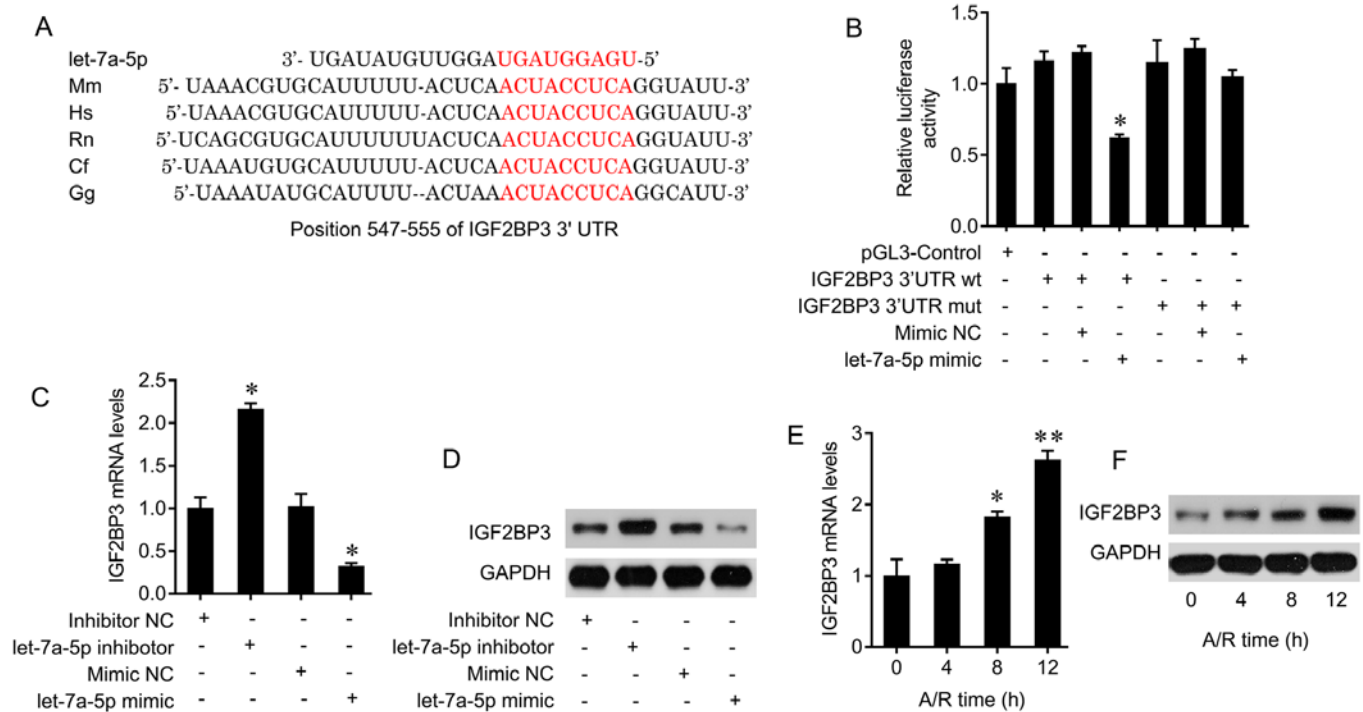 A
let-7a-5p 3'- UGAUAUGUUGGAUGAUGGAGU-5'
Mm 5'- UAAACGUGCAUUUUU-ACUCAACUACCUCAGGUAUU-3'
Hs 5'-UAAACGUGCAUUUUU-ACUCAACUACCUCAGGUAUU-3'
Rn 5'-UCAGCGUGCAUUUUUUACUCAACUACCUCAGGUAUU-3'
Cf 5'-UAAAUGUGCAUUUUU-ACUCAACUACCUCAGGUAUU-3'
Gg 5'-UAAAUAUGCAUUUU--ACUAAACUACCUCAGGCAUU-3'
Position 547-555 of IGF2BP3 3' UTR
B
Relative luciferase
activity
1.5
1.0
0.5
0.0
*
pGL3-Control + - - - - - -
IGF2BP3 3'UTR wt - + + + - - -
IGF2BP3 3'UTR mut - - - - + + +
Mimic NC - - + - - + -
let-7a-5p mimic - - - + - - +
C
IGF2BP3 mRNA levels
2.5
2.0
1.5
1.0
0.5
0.0
* *
Inhibitor NC + - - -
let-7a-5p inhibotor - + - -
Mimic NC - - + -
let-7a-5p mimic - - - +
D
IGF2BP3
GAPDH
Inhibitor NC + - - -
let-7a-5p inhibotor - + - -
Mimic NC - - + -
let-7a-5p mimic - - - +
E
IGF2BP3 mRNA levels
3
2
1
0
* **
0 4 8 12
A/R time (h)
F
IGF2BP3
GAPDH
0 4 8 12
A/R time (h)